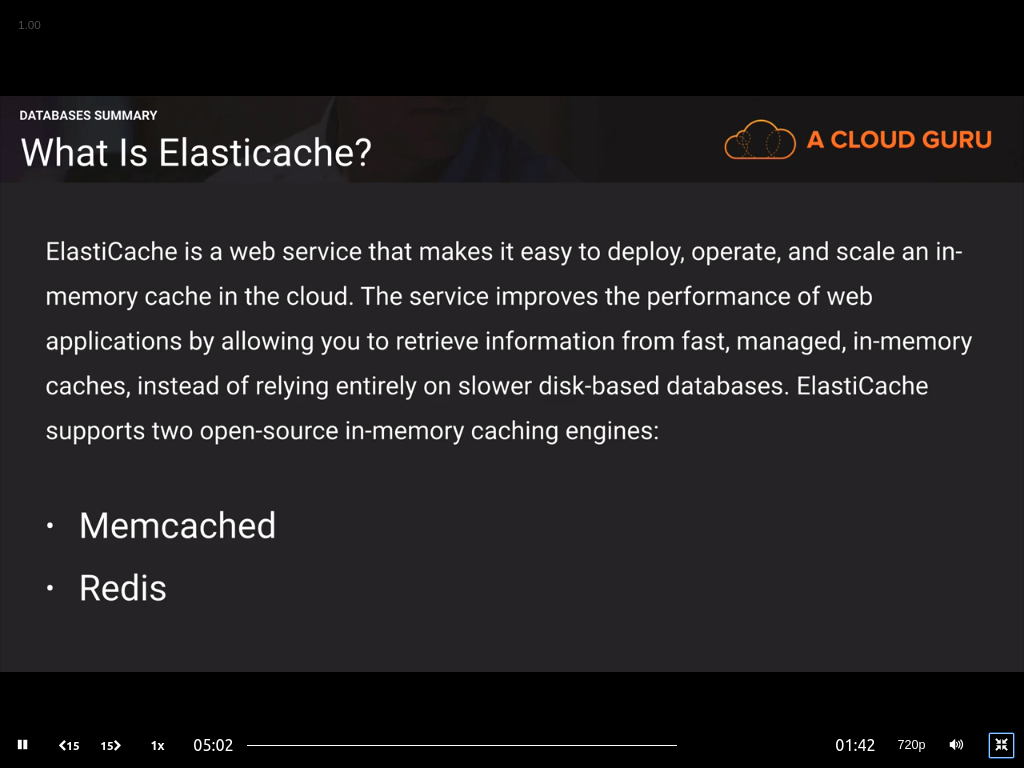 1.00
DATABASES SUMMARY
What Is Elasticache?
A CLOUD GURU
ElastiCache is a web service that makes it easy to deploy, operate, and scale an in-
memory cache in the cloud. The service improves the performance of web
applications by allowing you to retrieve information from fast, managed, in-memory
caches, instead of relying entirely on slower disk-based databases. ElastiCache
supports two open-source in-memory caching engines:
• Memcached
• Redis
15 15 1x 05:02 01:42 720p